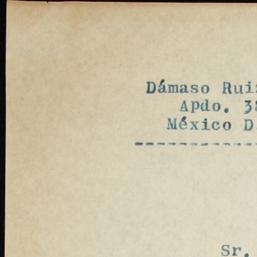 Dámaso Rui
Apdo. 3
México D
Sr.